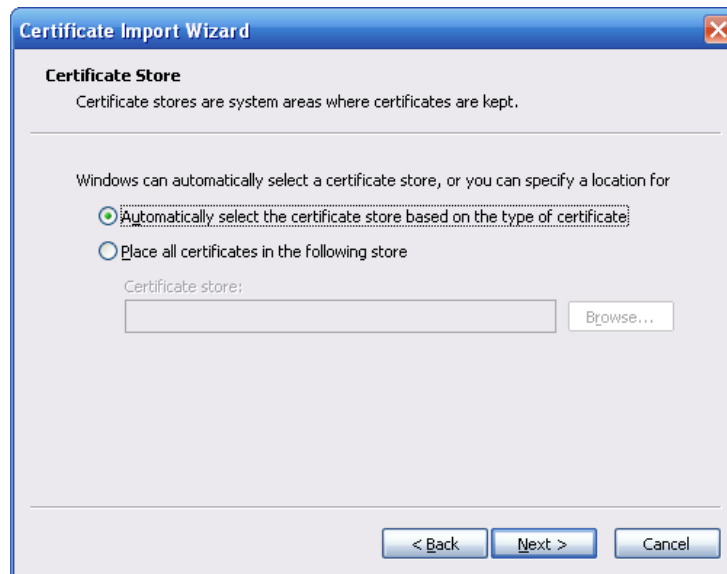 Certificate Import Wizard
Certificate Store
Certificate stores are system areas where certificates are kept.
Windows can automatically select a certificate store, or you can specify a location for
Automatically select the certificate store based on the type of certificate
Place all certificates in the following store
Certificate store:
Browse...
< Back Next > Cancel